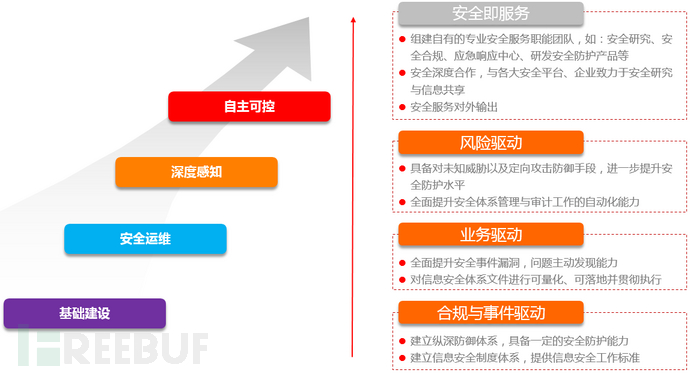 安全即服务
组建自有的专业安全服务职能团队，如：安全研究、安
全合规、应急响应中心、研发安全防护产品等
安全深度合作，与各大安全平台、企业致力于安全研究
与信息共享
安全服务对外输出
自主可控
风险驱动
深度感知
具备对未知威胁以及定向攻击防御手段，进一步提升安
全防护水平
全面提升安全体系管理与审计工作的自动化能力
安全运维
业务驱动
全面提升安全事件漏洞，问题主动发现能力
对信息安全体系文件进行可量化、可落地并贯彻执行
基础建设
合规与事件驱动
建立纵深防御体系，具备一定的安全防护能力
建立信息安全制度体系，提供信息安全工作标准
FREEBUF